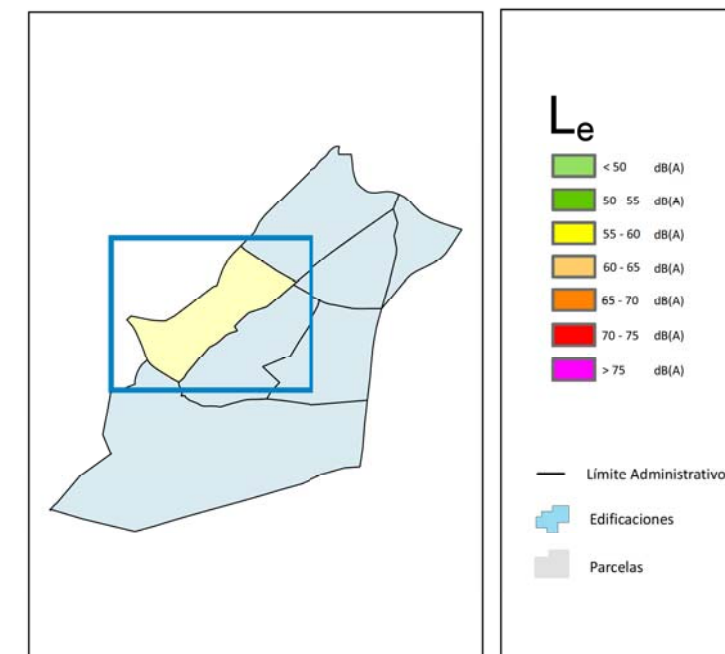 Le
< 50 dB(A)
50 - 55 dB(A)
55 - 60 dB(A)
60 - 65 dB(A)
65 - 70 dB(A)
70 - 75 dB(A)
> 75 dB(A)
Límite Administrativo
Edificaciones
Parcelas